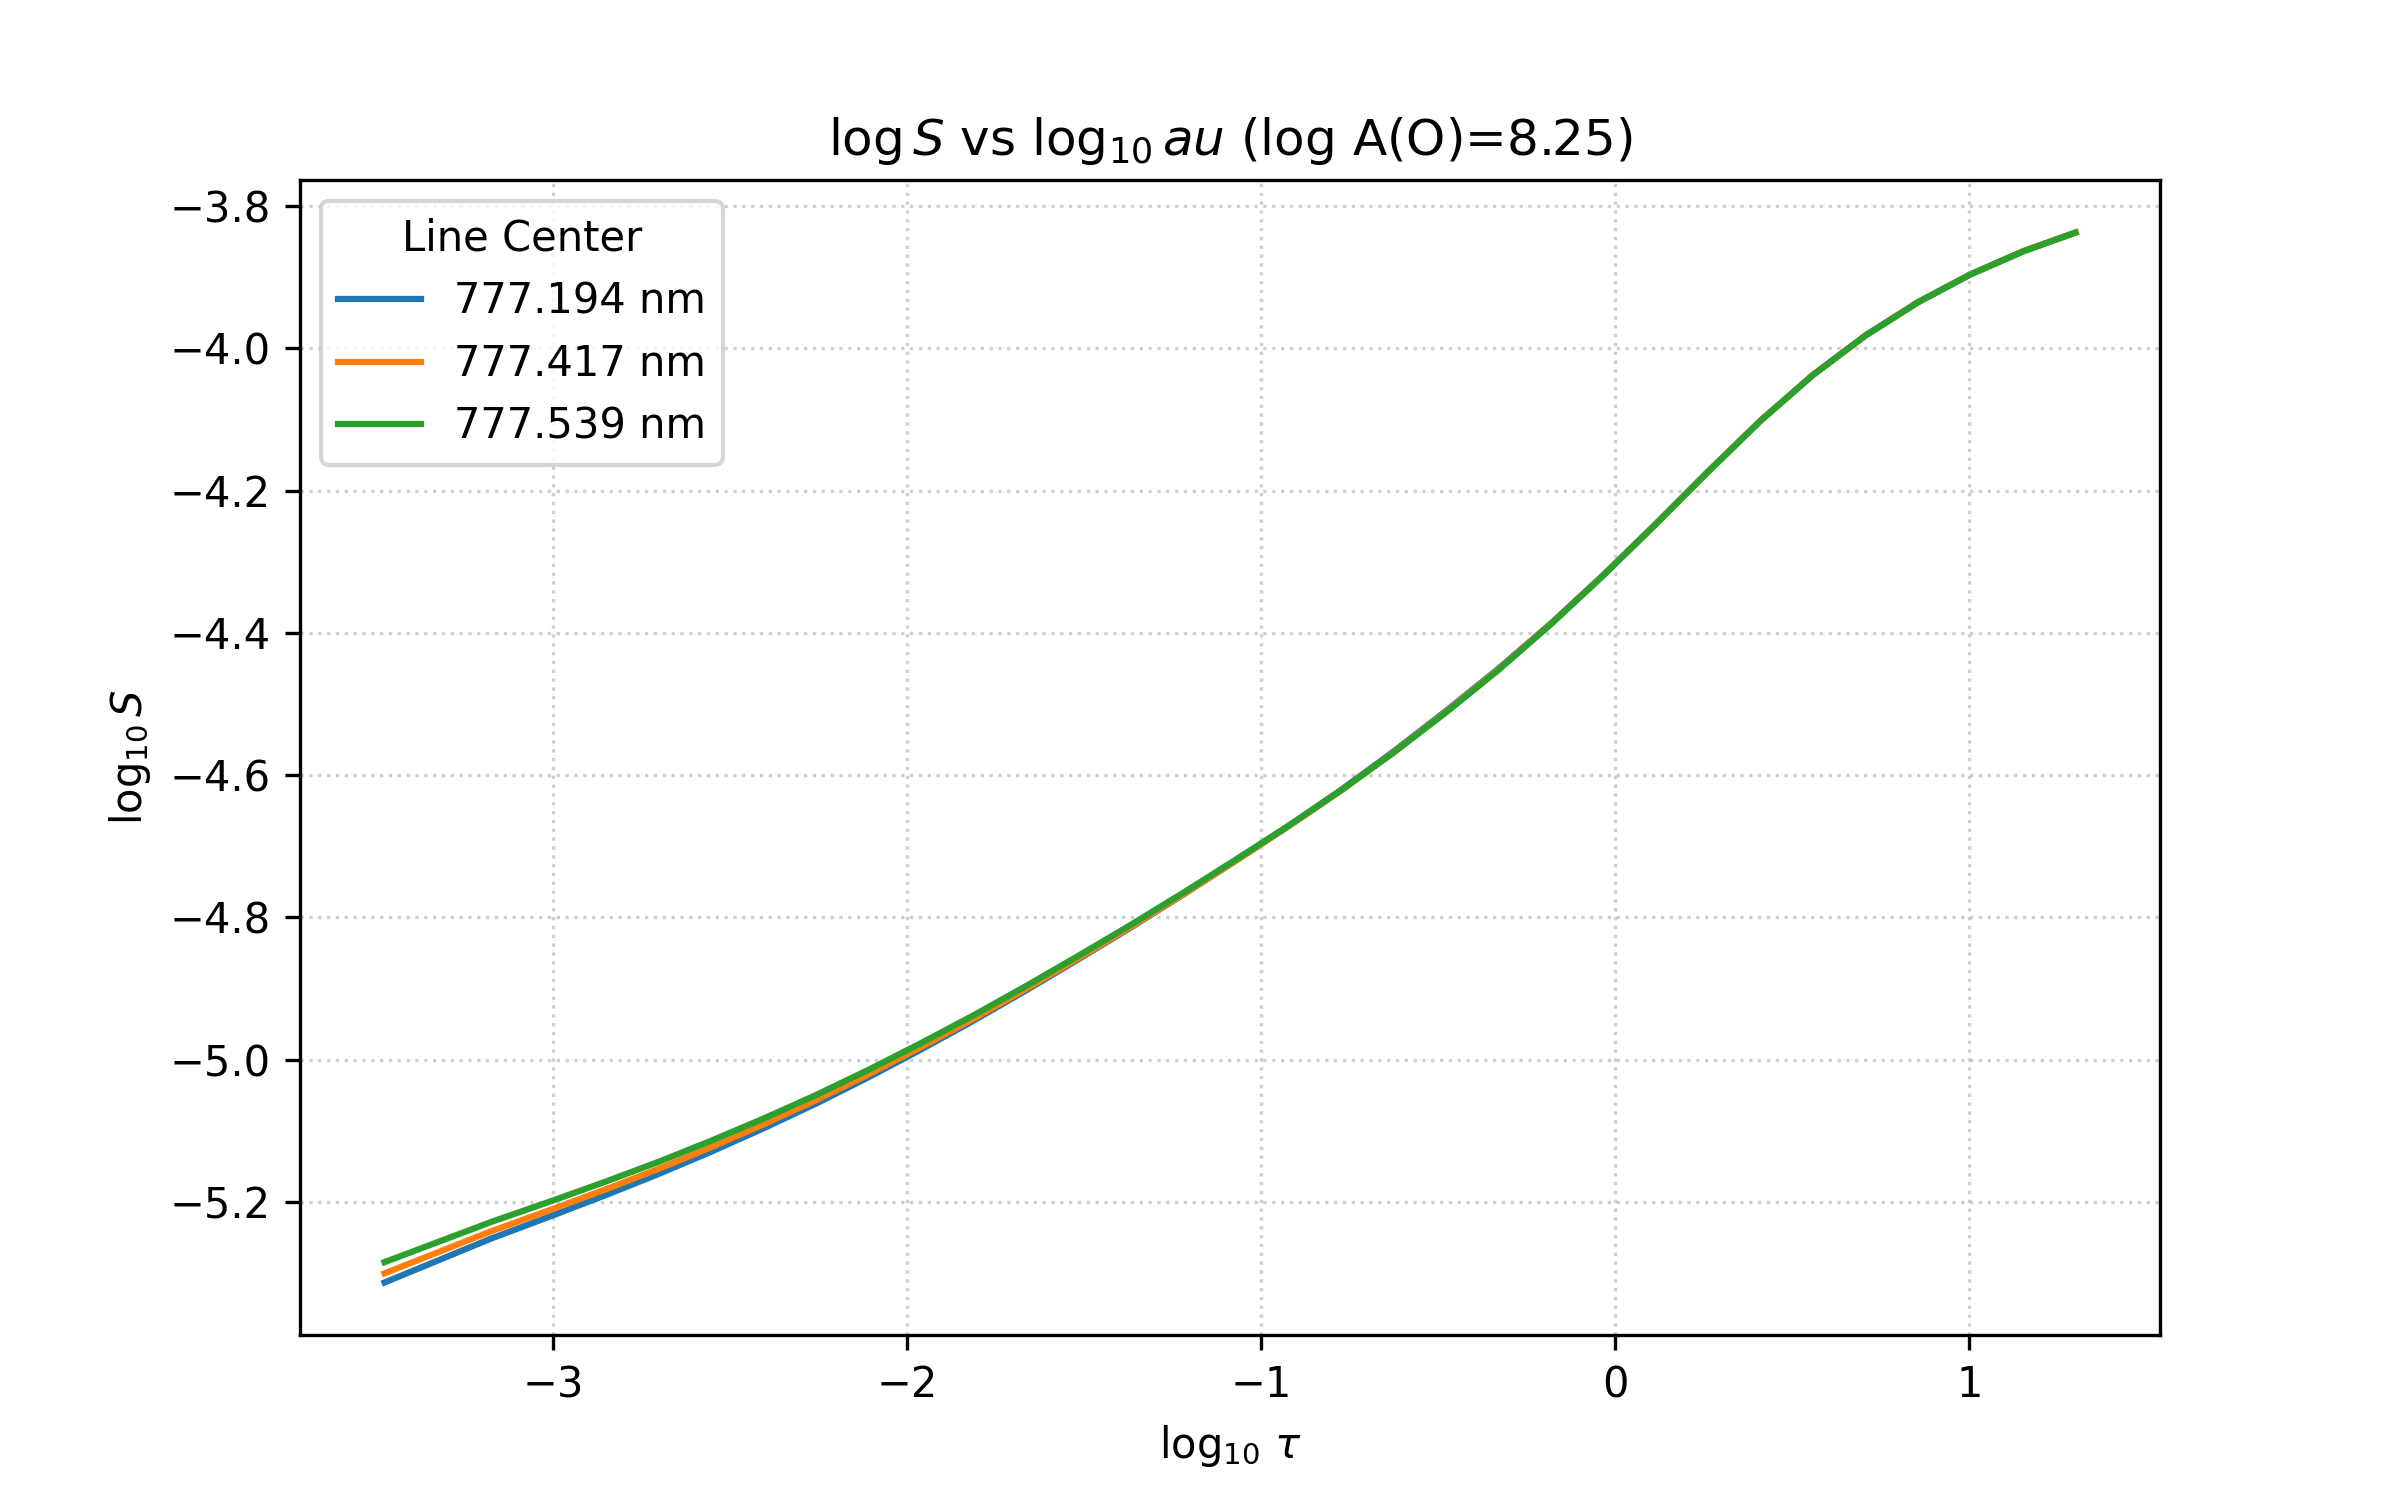 log S vs log₁₀ au (log A(O)=8.25)
Line Center
777.194 nm
777.417 nm
777.539 nm
−3.8
−4.0
−4.2
−4.4
−4.6
−4.8
−5.0
−5.2
log₁₀ S
−3
−2
−1
0
1
log₁₀ τ